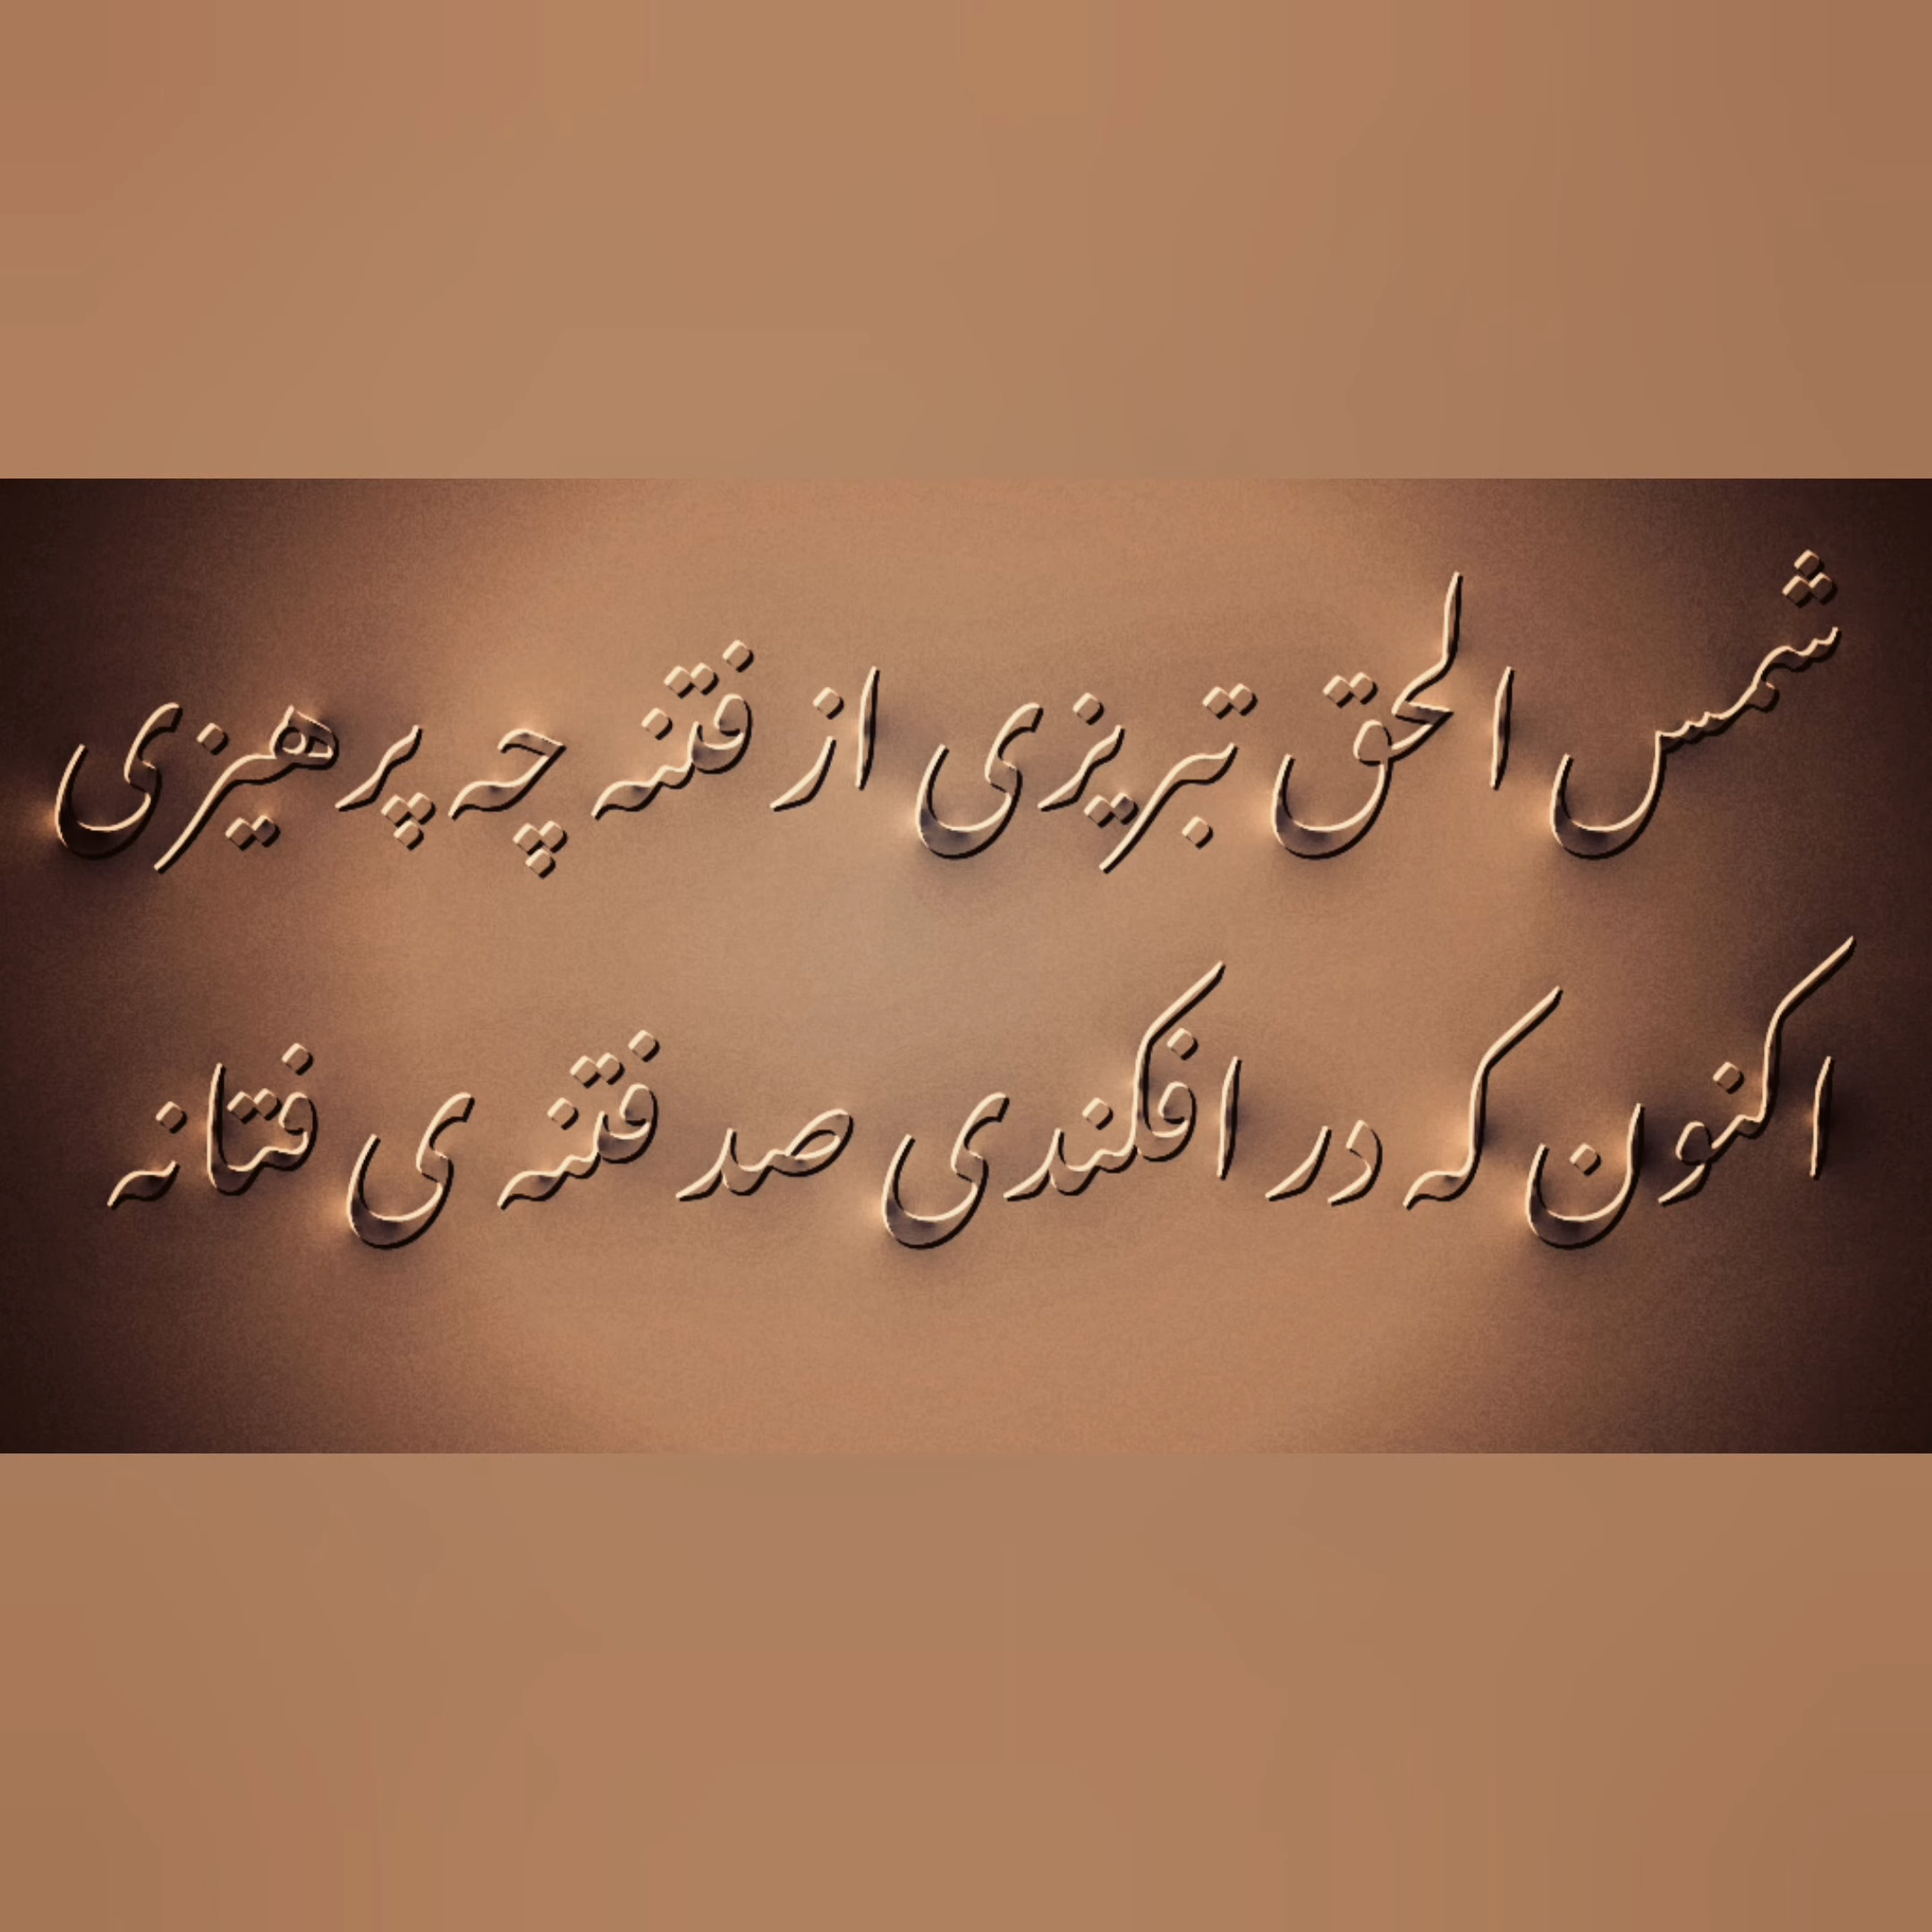 شمس الحق تبریزی از فتنه چه پرهیزی
اکنون که در افکندی صد فتنه ی فتانه